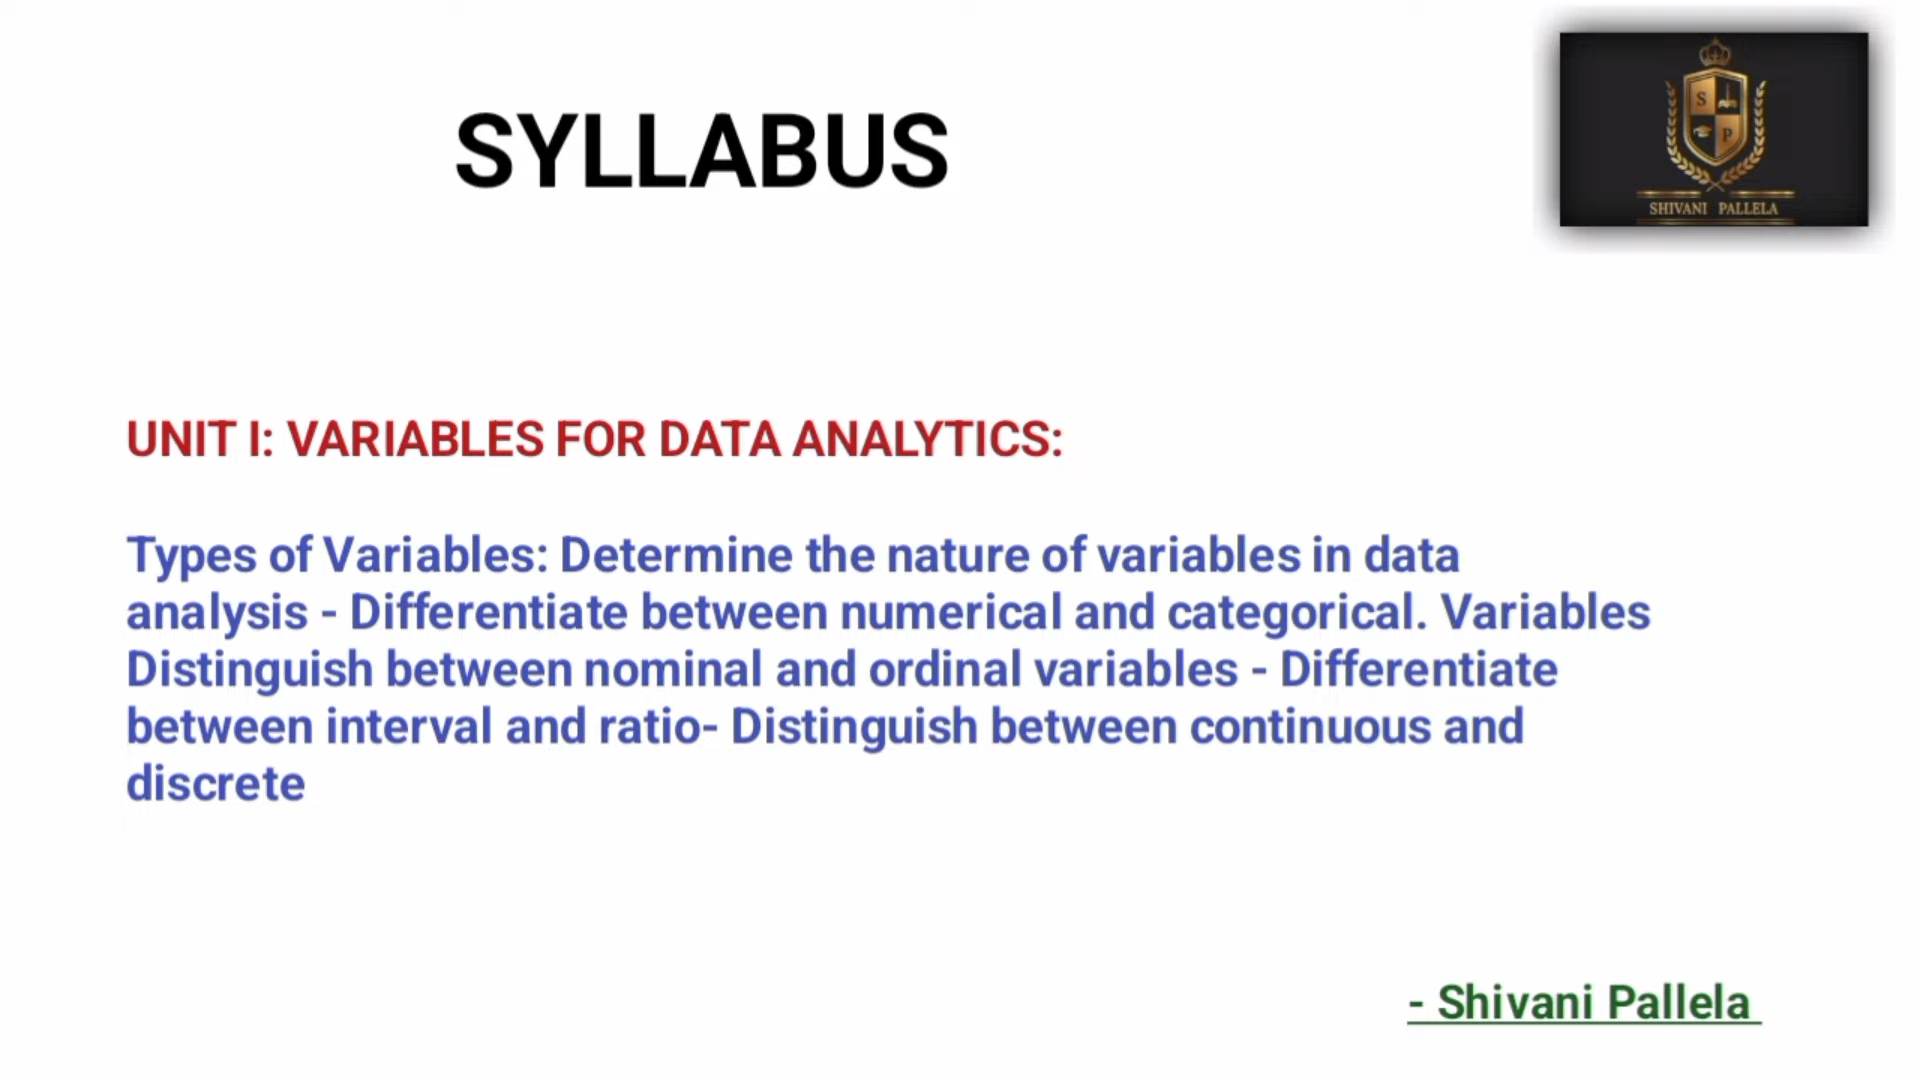 SYLLABUS
S
P
SHIVANI PALLELA
UNIT I: VARIABLES FOR DATA ANALYTICS:
Types of Variables: Determine the nature of variables in data
analysis - Differentiate between numerical and categorical. Variables
Distinguish between nominal and ordinal variables - Differentiate
between interval and ratio- Distinguish between continuous and
discrete
- Shivani Pallela